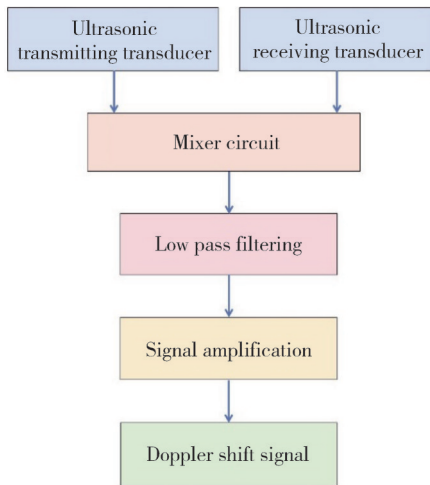 Ultrasonic
transmitting transducer
Ultrasonic
receiving transducer
Mixer circuit
Low pass filtering
Signal amplification
Doppler shift signal